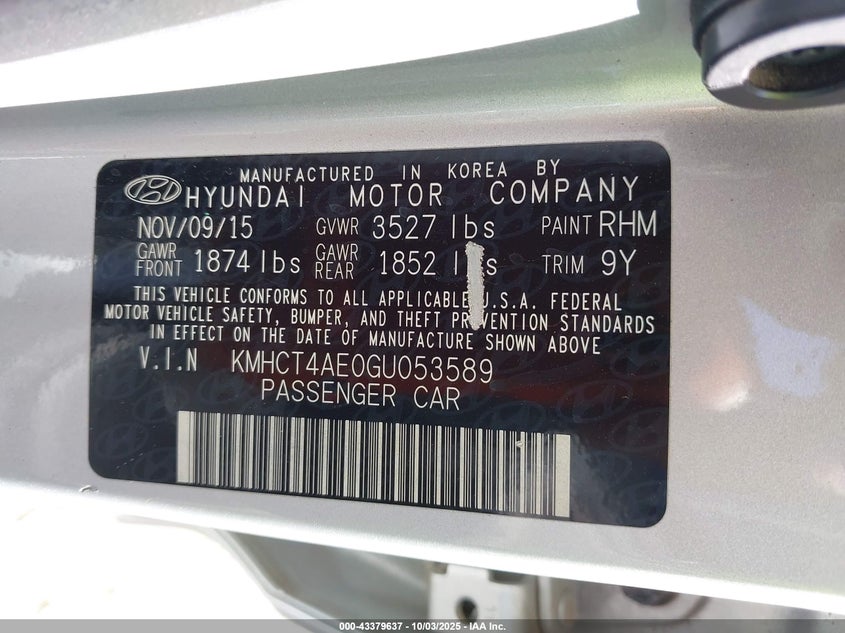 MANUFACTURED IN KOREA BY
HYUNDAI MOTOR COMPANY
NOV/09/15 GVWR 3527 lbs PAINT RHM
GAWR FRONT 1874 lbs GAWR REAR 1852 l s TRIM 9Y
THIS VEHICLE CONFORMS TO ALL APPLICABLE U.S.A. FEDERAL
MOTOR VEHICLE SAFETY, BUMPER, AND THEFT PREVENTION STANDARDS
IN EFFECT ON THE DATE OF MANUFACTURE SHOWN ABOVE
V.I.N KMHCT4AE0GU053589
PASSENGER CAR
000-43379637 - 10/03/2025 - IAA Inc.